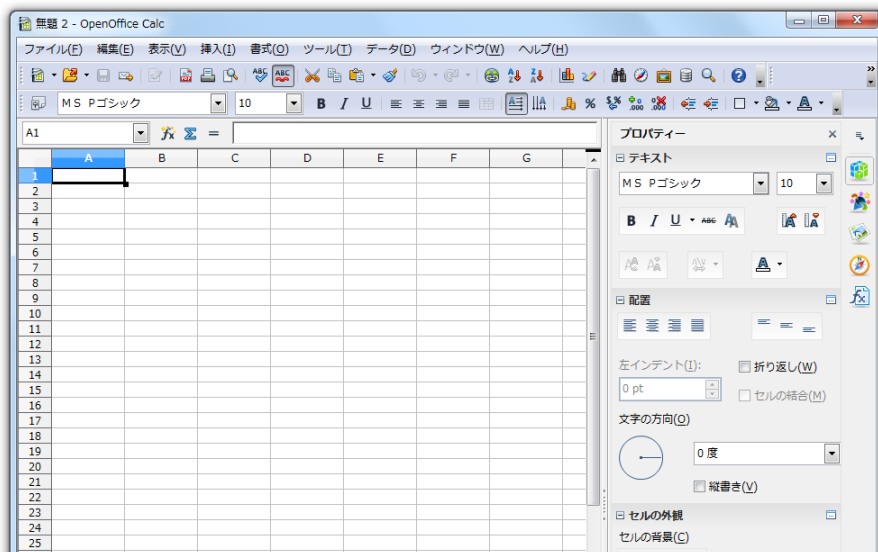 無題 2 - OpenOffice Calc
ファイル(F) 編集(E) 表示(V) 挿入(I) 書式(O) ツール(T) データ(D) ウィンドウ(W) ヘルプ(H)
MS Pゴシック 10 B I U
A1
プロパティー
A B C D E F G
テキスト
1
2
3
4
5
6
7
8
9
10
11
12
13
14
15
16
17
18
19
20
21
22
23
24
25
MS Pゴシック 10
B I U ABC
配置
左インデント(I): 折り返し(W)
0 pt セルの結合(M)
文字の方向(O)
0 度
縦書き(V)
セルの外観
セルの背景(C)